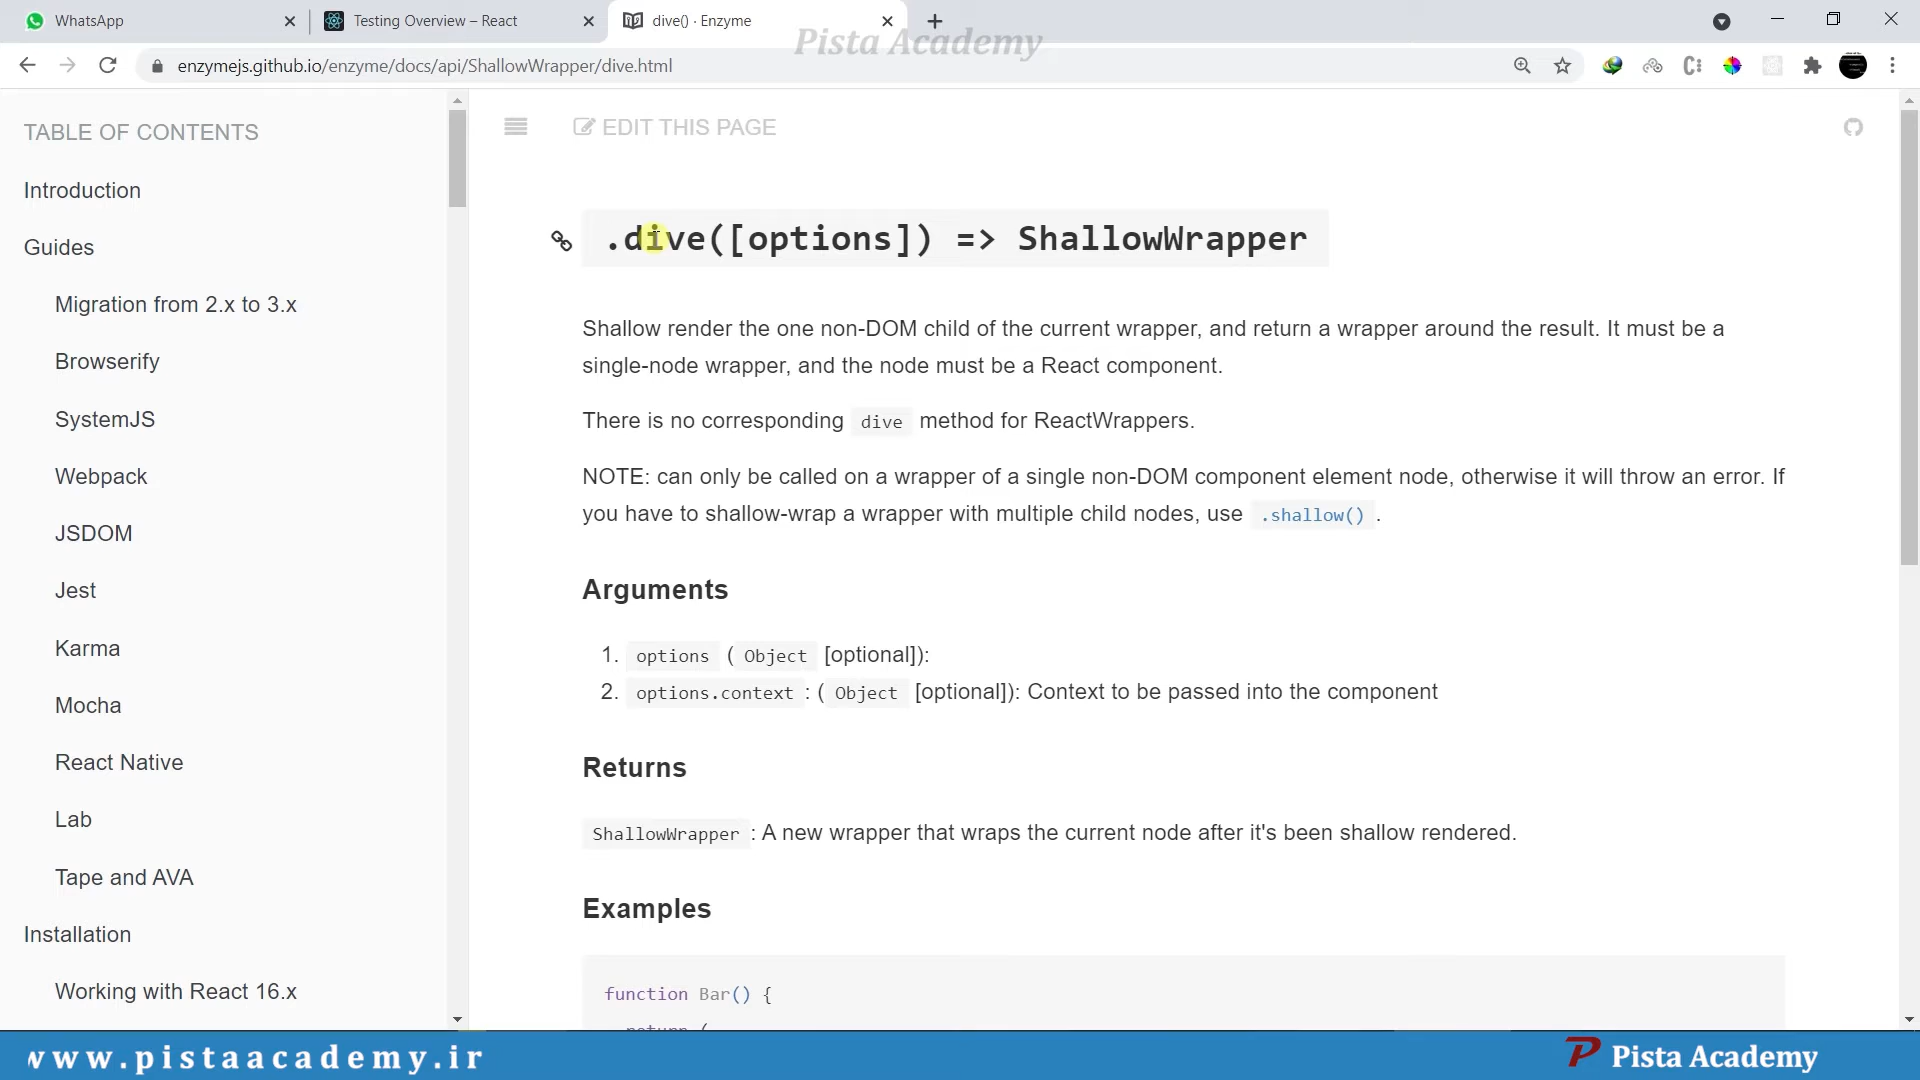 WhatsApp
Testing Overview – React
dive() · Enzyme
Pista Academy
enzymejs.github.io/enzyme/docs/api/ShallowWrapper/dive.html
TABLE OF CONTENTS
Introduction
Guides
Migration from 2.x to 3.x
Browserify
SystemJS
Webpack
JSDOM
Jest
Karma
Mocha
React Native
Lab
Tape and AVA
Installation
Working with React 16.x
EDIT THIS PAGE
.dive([options]) => ShallowWrapper
Shallow render the one non-DOM child of the current wrapper, and return a wrapper around the result. It must be a
single-node wrapper, and the node must be a React component.
There is no corresponding dive method for ReactWrappers.
NOTE: can only be called on a wrapper of a single non-DOM component element node, otherwise it will throw an error. If
you have to shallow-wrap a wrapper with multiple child nodes, use .shallow() .
Arguments
1. options ( Object [optional]):
2. options.context : ( Object [optional]): Context to be passed into the component
Returns
ShallowWrapper : A new wrapper that wraps the current node after it's been shallow rendered.
Examples
function Bar() {
return (
www.pistaacademy.ir
Pista Academy